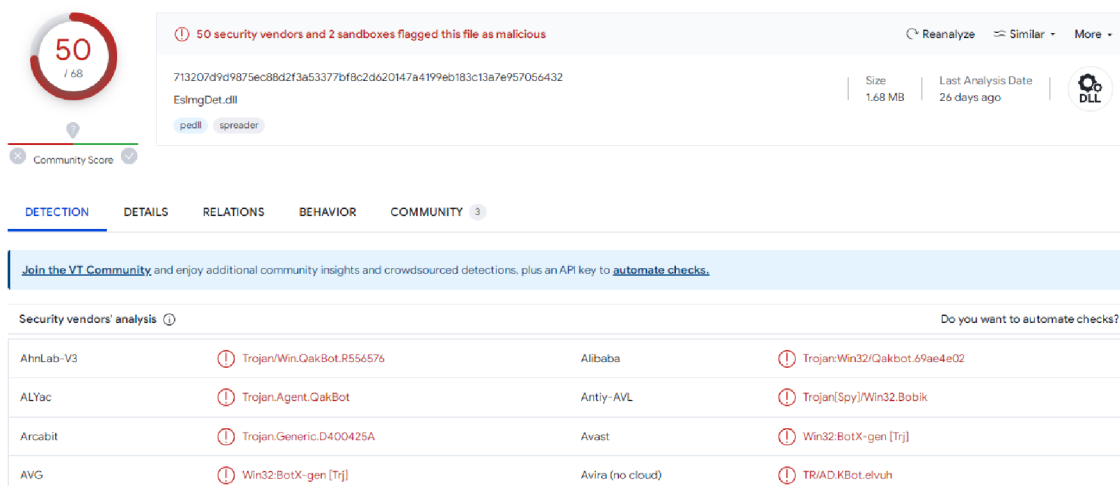 50
/ 68
Community Score
50 security vendors and 2 sandboxes flagged this file as malicious
Reanalyze
Similar
More
713207d9d9875ec88d2f3a53377bf8c2d620147a4199eb183c13a7e957056432
EsImgDet.dll
pedll
spreader
Size
1.68 MB
Last Analysis Date
26 days ago
DLL
DETECTION
DETAILS
RELATIONS
BEHAVIOR
COMMUNITY 3
Join the VT Community and enjoy additional community insights and crowdsourced detections, plus an API key to automate checks.
Security vendors' analysis
Do you want to automate checks?
AhnLab-V3 Trojan/Win.QakBot.R556576 Alibaba Trojan:Win32/Qakbot.69ae4e02
ALYac Trojan.Agent.QakBot Antiy-AVL Trojan[Spy]/Win32.Bobik
Arcabit Trojan.Generic.D400425A Avast Win32:BotX-gen [Trj]
AVG Win32:BotX-gen [Trj] Avira (no cloud) TR/AD.KBot.elvuh